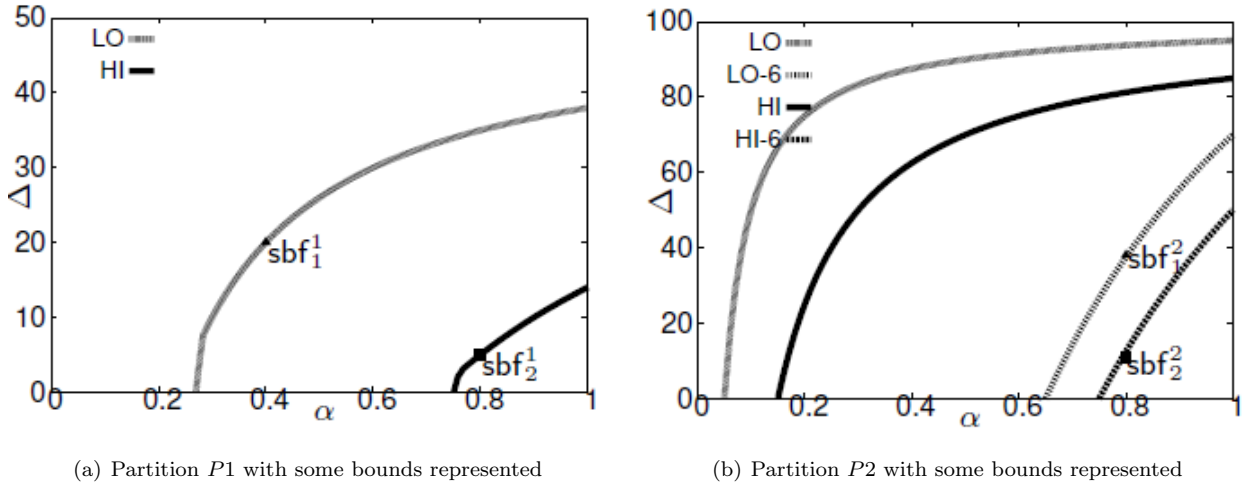 50
40
30
20
10
0
Δ
LO
HI
sbf₁¹
sbf₂¹
0 0.2 0.4 0.6 0.8 1
α
(a) Partition P1 with some bounds represented
100
80
60
40
20
0
Δ
LO
LO-6
HI
HI-6
sbf₁²
sbf₂²
0 0.2 0.4 0.6 0.8 1
α
(b) Partition P2 with some bounds represented